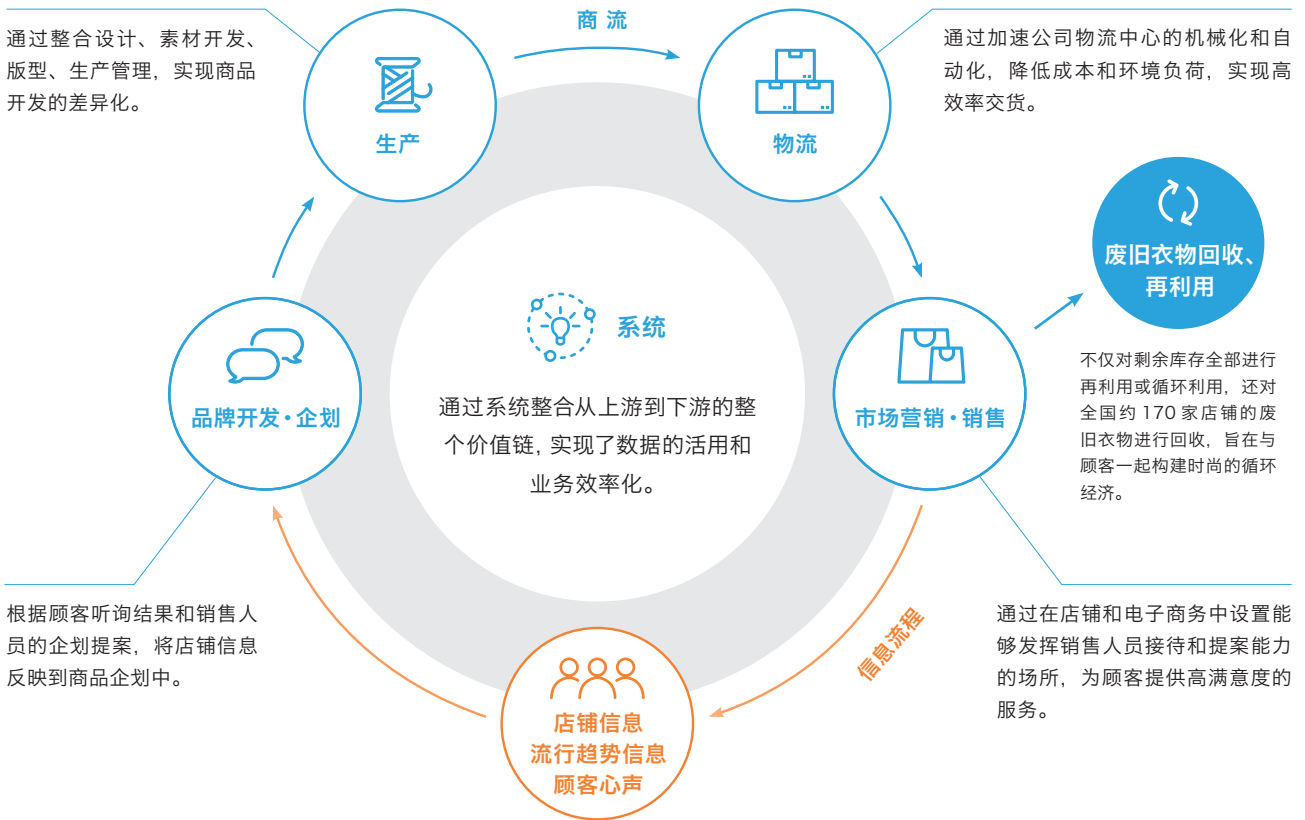 商流
通过整合设计、素材开发、
版型、生产管理，实现商品
开发的差异化。
生产
物流
通过加速公司物流中心的机械化和自
动化，降低成本和环境负荷，实现高
效率交货。
废旧衣物回收、
再利用
不仅对剩余库存全部进行
再利用或循环利用，还对
全国约 170 家店铺的废
旧衣物进行回收，旨在与
顾客一起构建时尚的循环
经济。
系统
通过系统整合从上游到下游的整
个价值链，实现了数据的活用和
业务效率化。
品牌开发·企划
市场营销·销售
根据顾客听询结果和销售人
员的企划提案，将店铺信息
反映到商品企划中。
信息流程
通过在店铺和电子商务中设置能
够发挥销售人员接待和提案能力
的场所，为顾客提供高满意度的
服务。
店铺信息
流行趋势信息
顾客心声